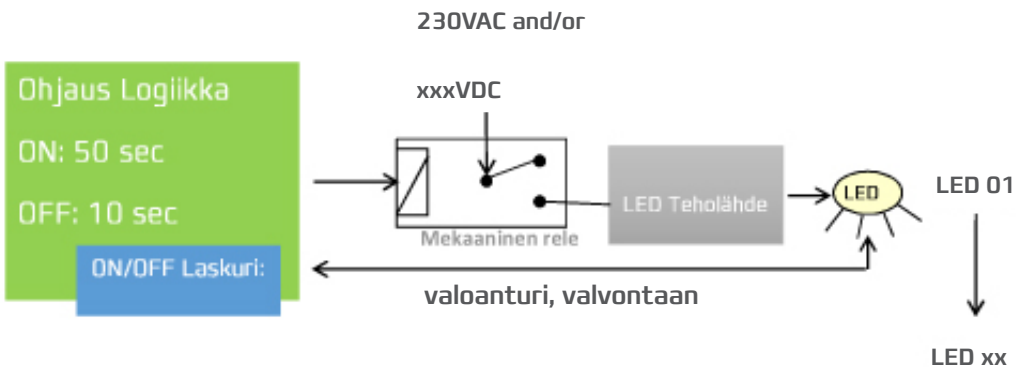 230VAC and/or
xxxVDC
Ohjaus Logiikka
ON: 50 sec
OFF: 10 sec
ON/OFF Laskuri:
Mekaaninen rele
LED Teholähde
LED
LED 01
valoanturi, valvontaan
LED xx